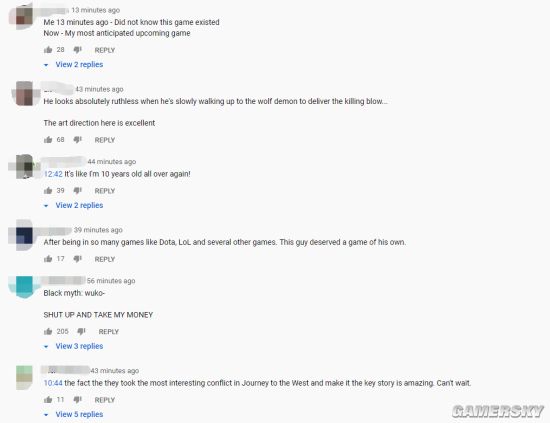 13 minutes ago
Me 13 minutes ago - Did not know this game existed
Now - My most anticipated upcoming game
28 REPLY
View 2 replies
43 minutes ago
He looks absolutely ruthless when he's slowly walking up to the wolf demon to deliver the killing blow...
The art direction here is excellent
68 REPLY
44 minutes ago
12:42 It's like I'm 10 years old all over again!
39 REPLY
View 2 replies
39 minutes ago
After being in so many games like Dota, LoL and several other games. This guy deserved a game of his own.
17 REPLY
56 minutes ago
Black myth: wuko-
SHUT UP AND TAKE MY MONEY
205 REPLY
View 3 replies
43 minutes ago
10:44 the fact the they took the most interesting conflict in Journey to the West and make it the key story is amazing. Can't wait.
11 REPLY
View 5 replies
GAMERSKY